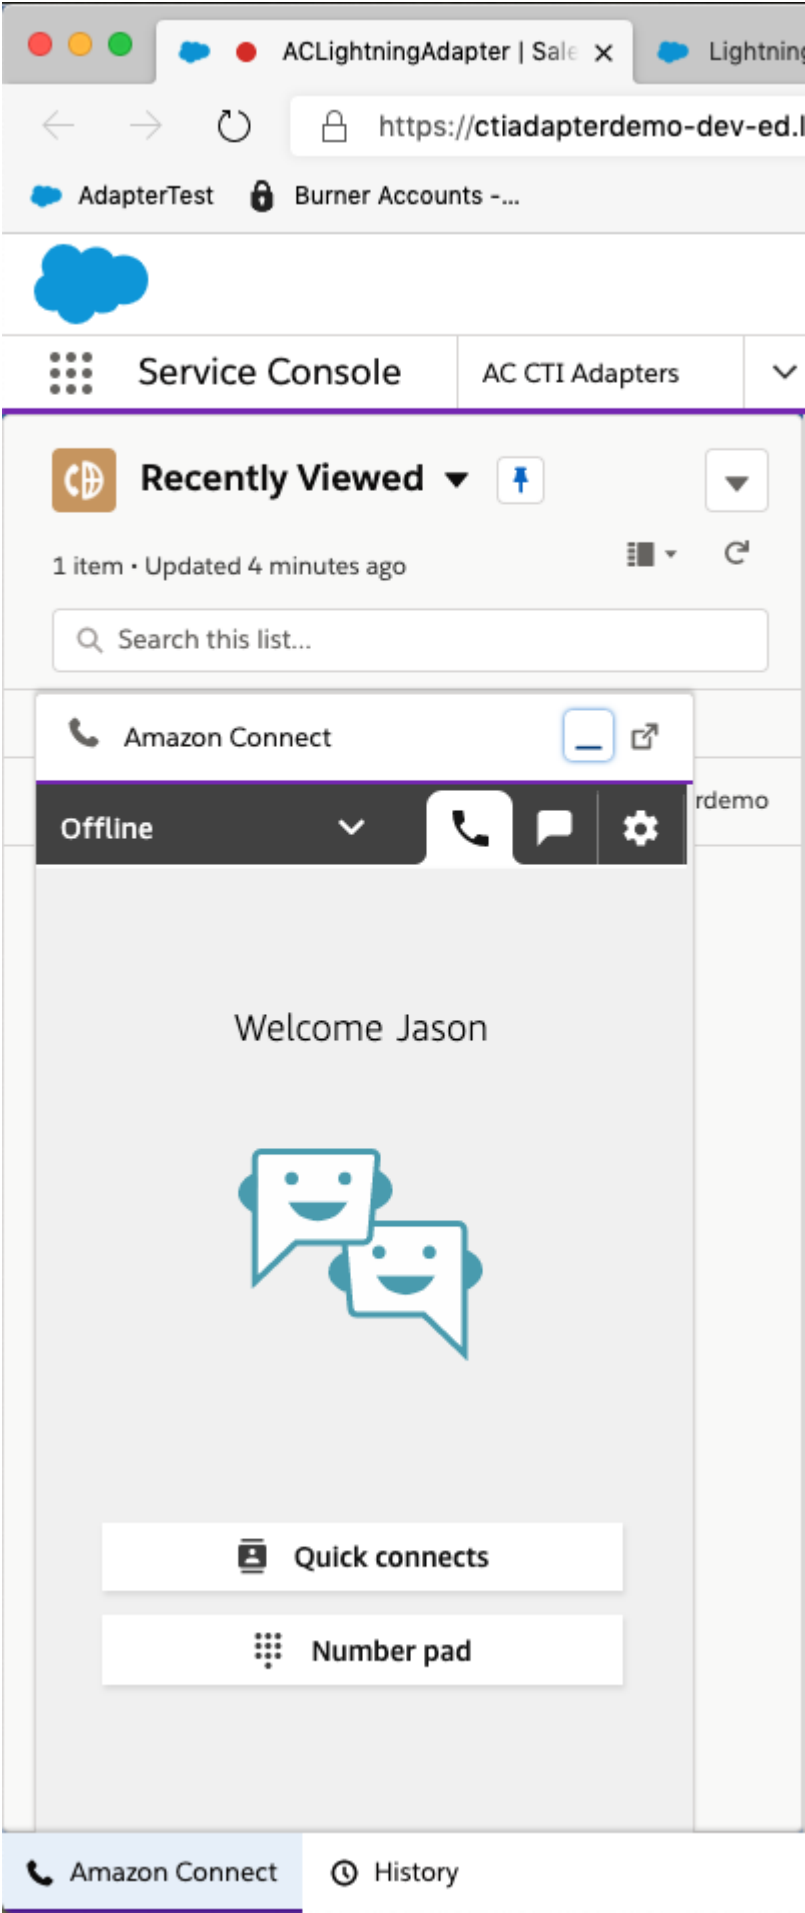 ACLightningAdapter | Sale
Lightning
https://ctiadapterdemo-dev-ed.l
AdapterTest
Burner Accounts -...
Service Console
AC CTI Adapters
Recently Viewed
1 item • Updated 4 minutes ago
Search this list...
Amazon Connect
rdemo
Offline
Welcome Jason
Quick connects
Number pad
Amazon Connect
History